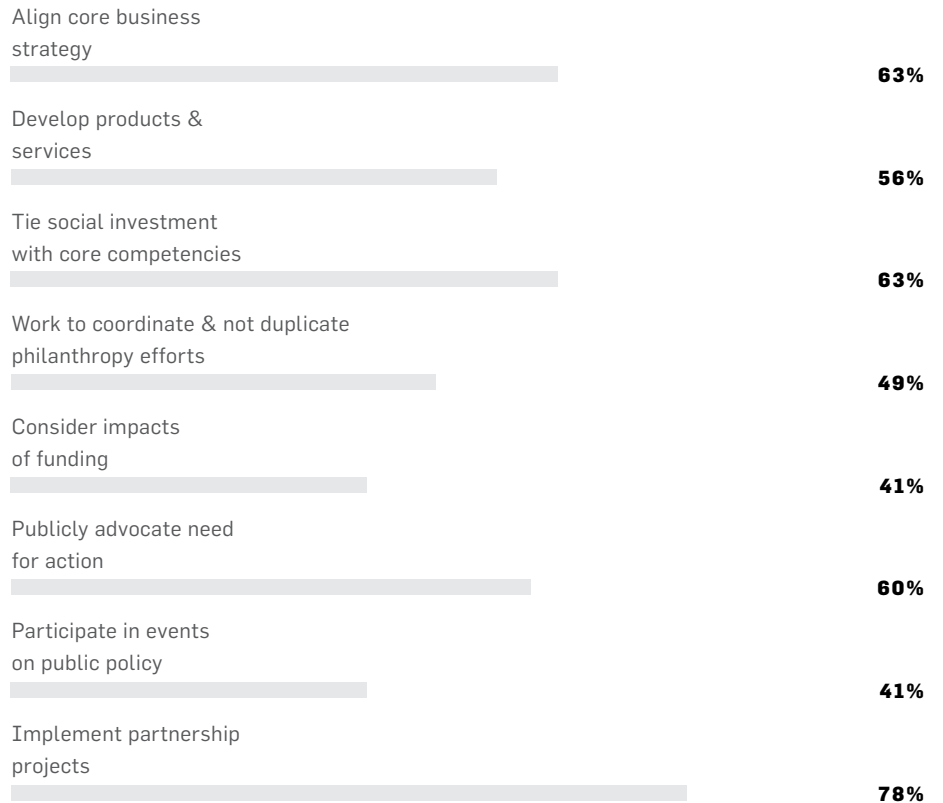 Align core business
strategy
63%
Develop products &
services
56%
Tie social investment
with core competencies
63%
Work to coordinate & not duplicate
philanthropy efforts
49%
Consider impacts
of funding
41%
Publicly advocate need
for action
60%
Participate in events
on public policy
41%
Implement partnership
projects
78%